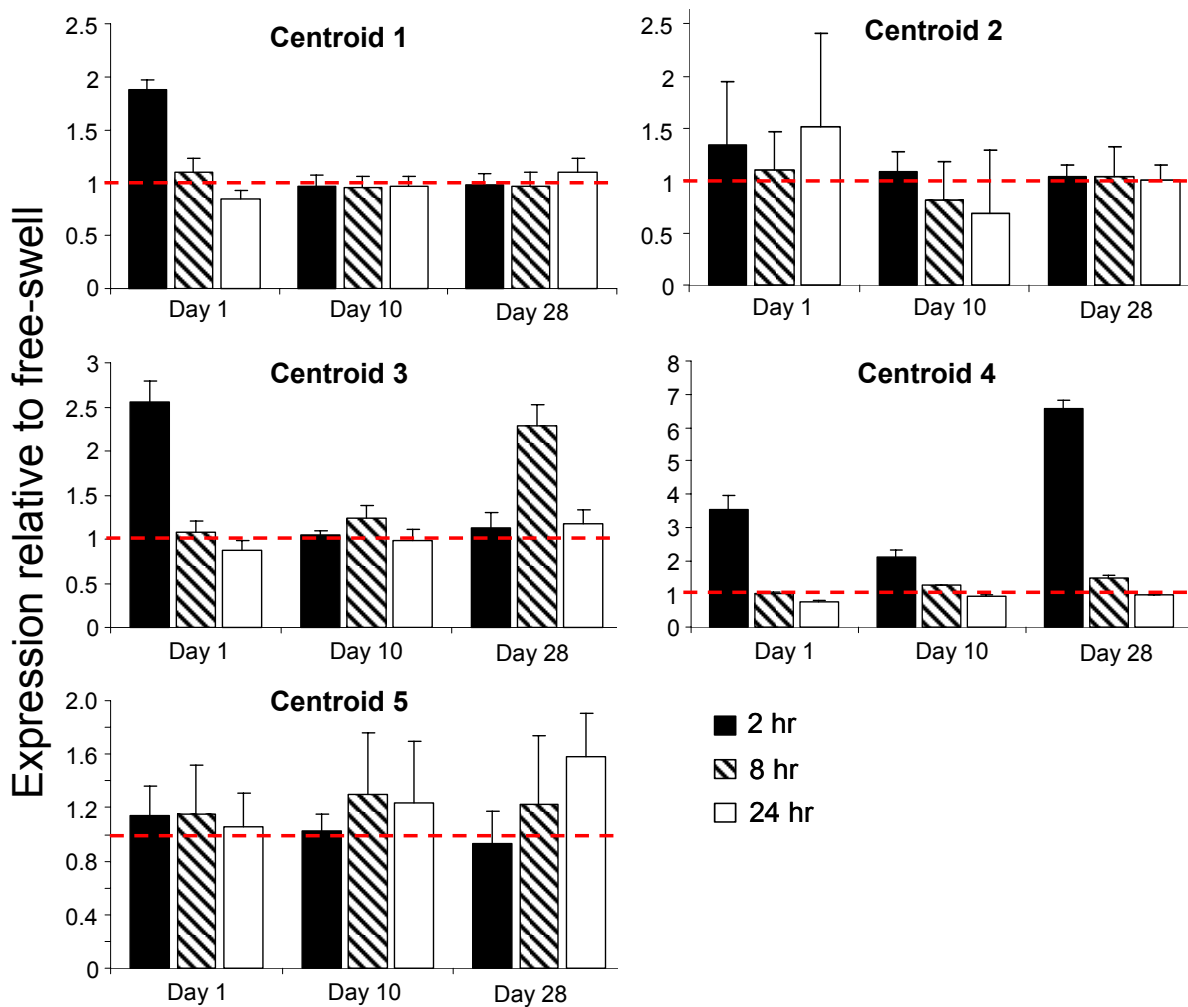 Expression relative to free-swell
Centroid 1
2.5
2
1.5
1
0.5
0
Day 1 Day 10 Day 28
Centroid 2
2.5
2
1.5
1
0.5
0
Day 1 Day 10 Day 28
Centroid 3
3
2.5
2
1.5
1
0.5
0
Day 1 Day 10 Day 28
Centroid 4
8
7
6
5
4
3
2
1
0
Day 1 Day 10 Day 28
Centroid 5
2.0
1.6
1.2
0.8
0.4
0
Day 1 Day 10 Day 28
2 hr
8 hr
24 hr